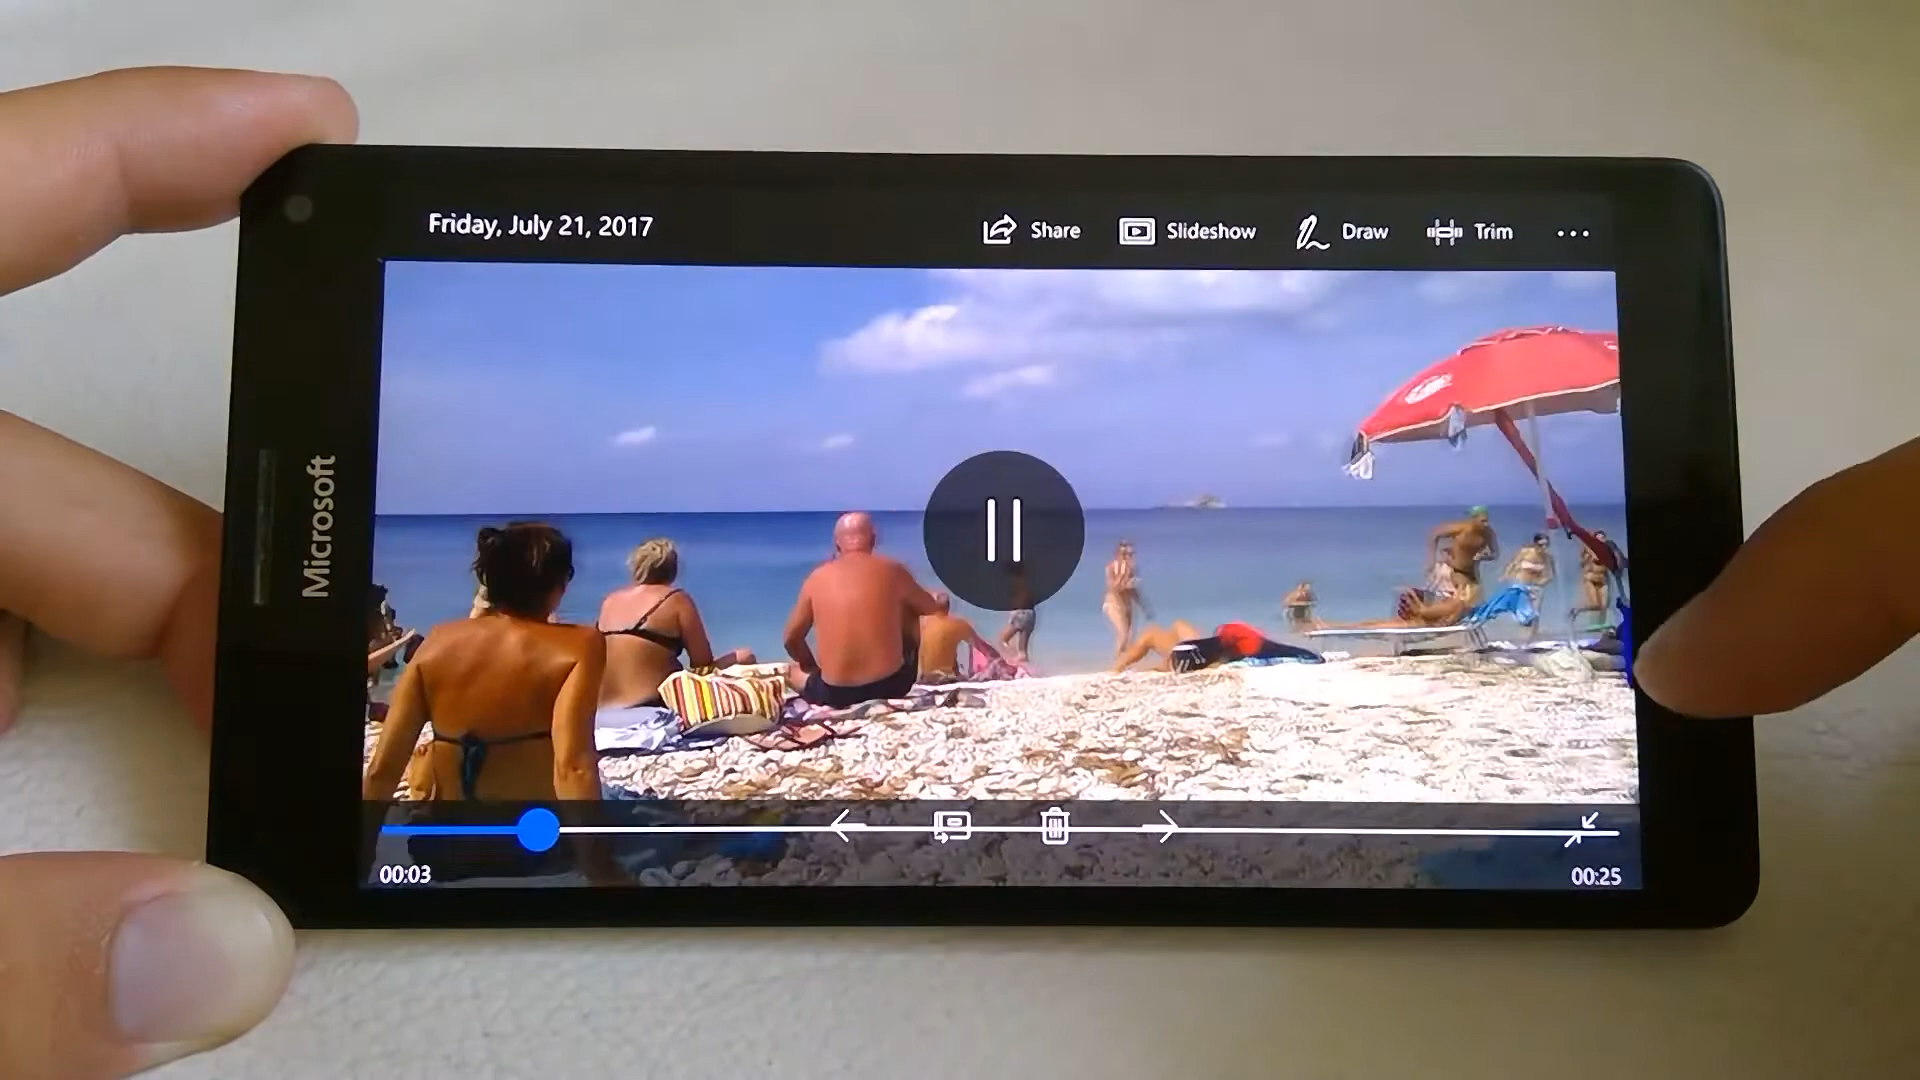 Friday, July 21, 2017
Share
Slideshow
Draw
Trim
Microsoft
00:03
00:25